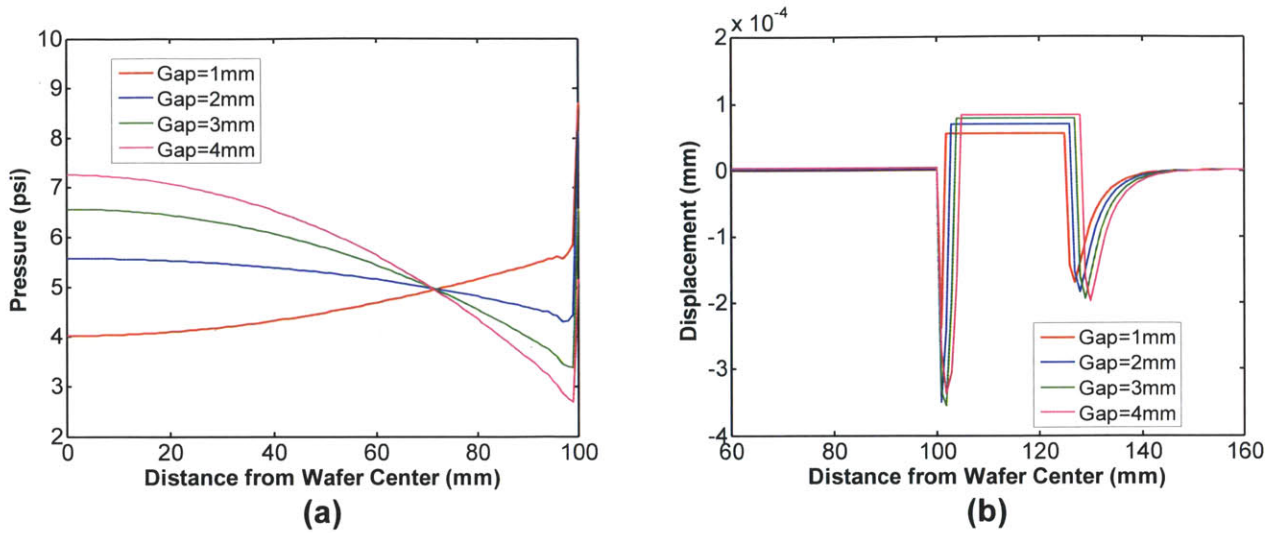 10
9
8
7
6
5
4
3
2
Pressure (psi)
Gap=1mm
Gap=2mm
Gap=3mm
Gap=4mm
0 20 40 60 80 100
Distance from Wafer Center (mm)
(a)
x 10-4
2
1
0
-1
-2
-3
-4
Displacement (mm)
Gap=1mm
Gap=2mm
Gap=3mm
Gap=4mm
60 80 100 120 140 160
Distance from Wafer Center (mm)
(b)